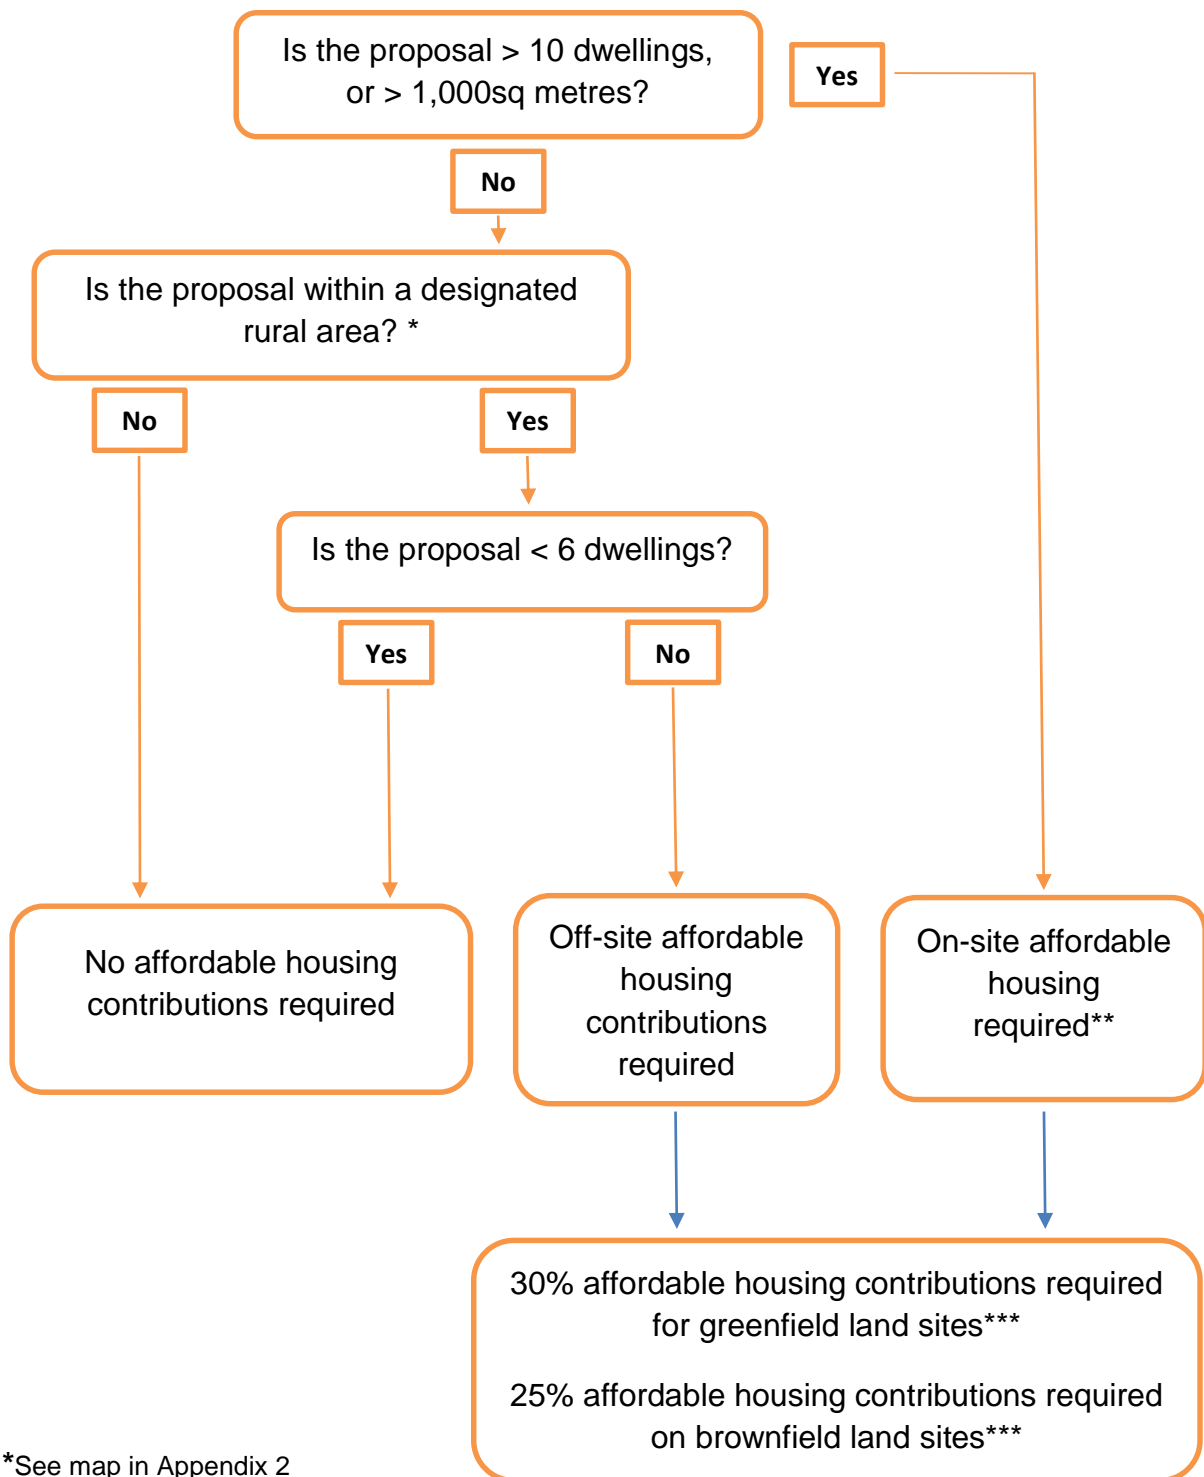 Is the proposal > 10 dwellings,
or > 1,000sq metres?
Yes
No
Is the proposal within a designated
rural area? *
No
Yes
Is the proposal < 6 dwellings?
Yes
No
No affordable housing
contributions required
Off-site affordable
housing
contributions
required
On-site affordable
housing
required**
30% affordable housing contributions required
for greenfield land sites***
25% affordable housing contributions required
on brownfield land sites***
*See map in Appendix 2